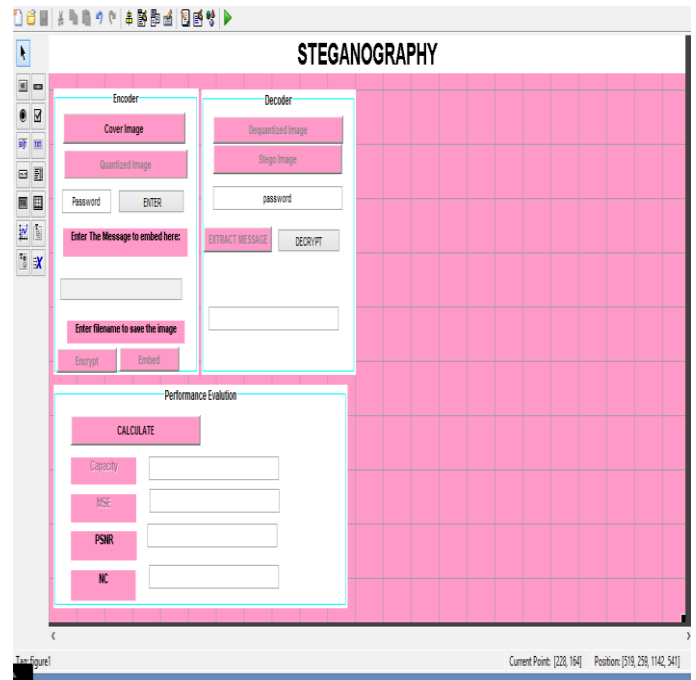 STEGANOGRAPHY
Encoder
Cover Image
Quantized Image
Password
ENTER
Enter The Message to embed here:
Enter filename to save the image
Encrypt
Embed
Decoder
Dequantized Image
Stego Image
password
EXTRACT MESSAGE
DECRYPT
Performance Evalution
CALCULATE
Capacity
MSE
PSNR
NC
Tag: figure1
Current Point: [228, 164]
Position: [519, 259, 1142, 541]